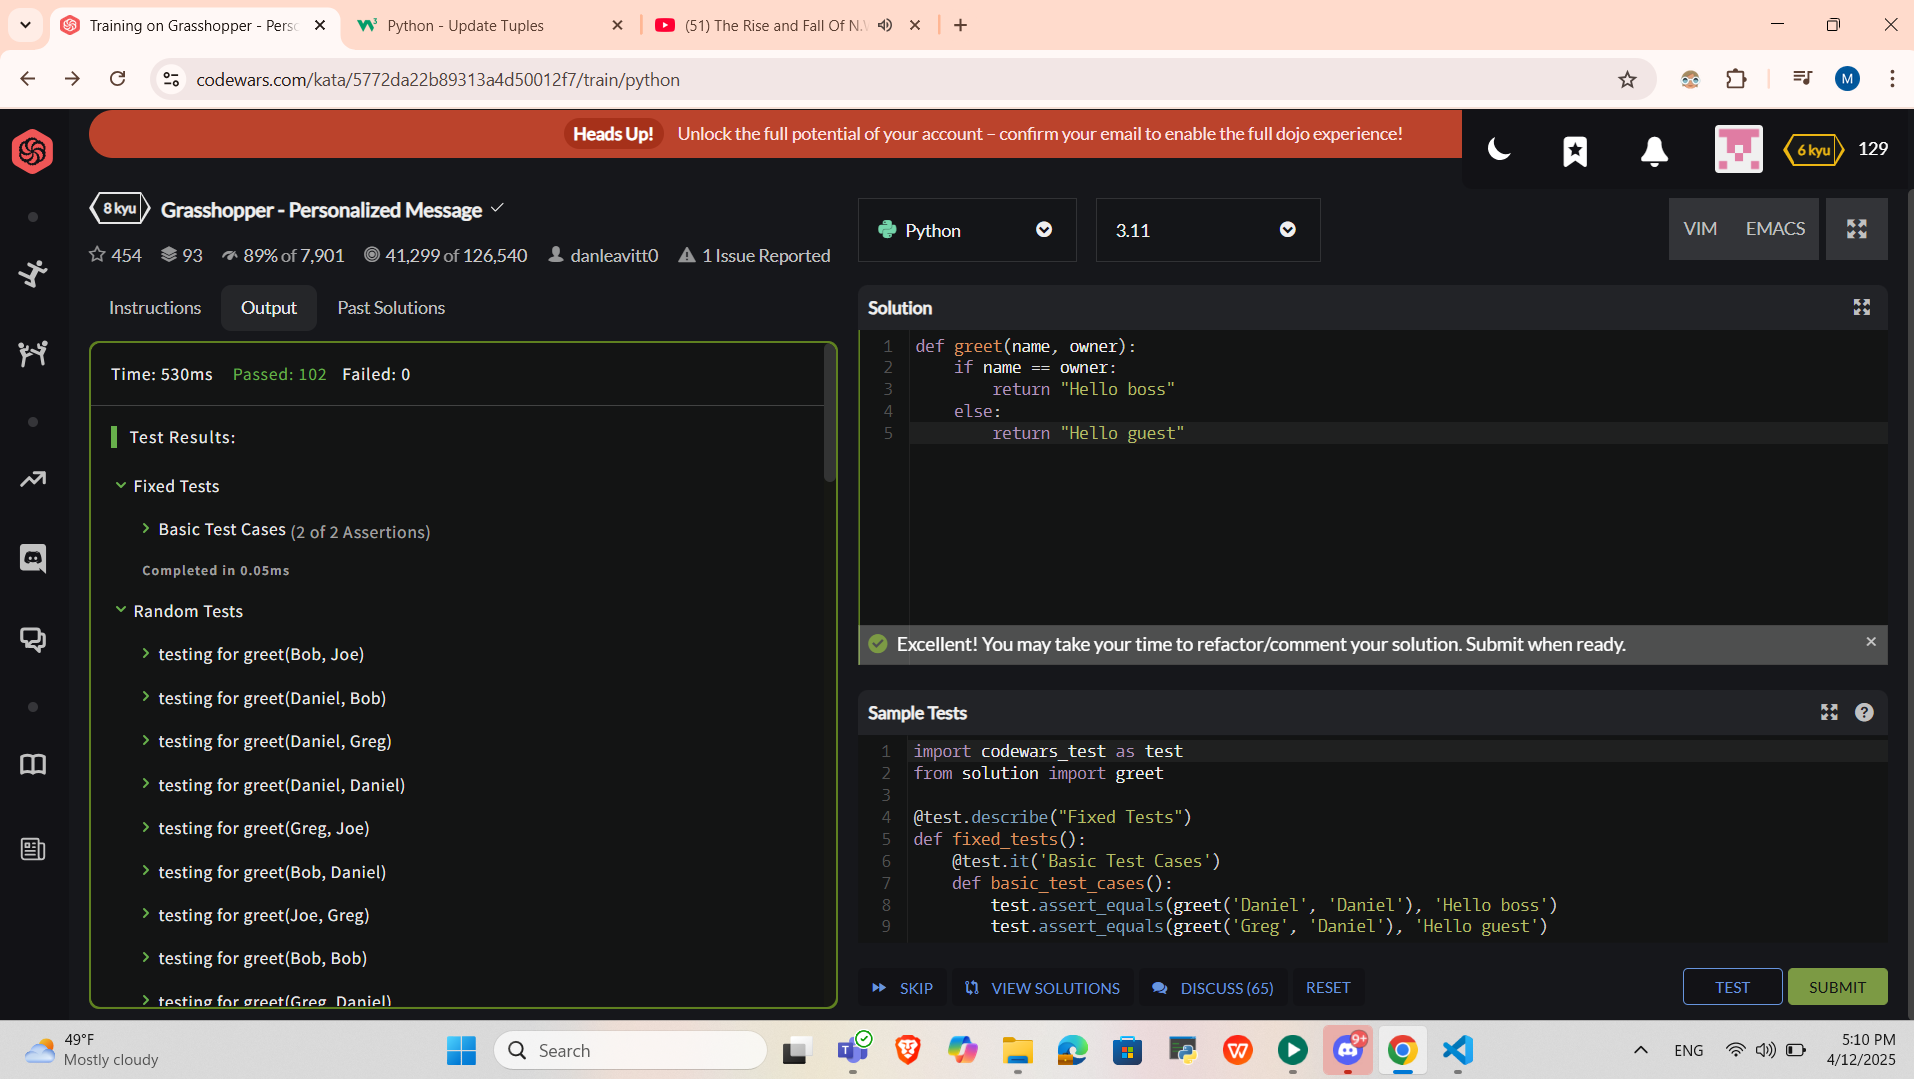 Training on Grasshopper - Perso
Python - Update Tuples
(51) The Rise and Fall Of N.
codewars.com/kata/5772da22b89313a4d50012f7/train/python
M
Heads Up! Unlock the full potential of your account – confirm your email to enable the full dojo experience!
6 kyu
129
8 kyu
Grasshopper - Personalized Message
454
93
89% of 7,901
41,299 of 126,540
danleavitt0
1 Issue Reported
Instructions
Output
Past Solutions
Time: 530ms Passed: 102 Failed: 0
Test Results:
Fixed Tests
Basic Test Cases (2 of 2 Assertions)
Completed in 0.05ms
Random Tests
testing for greet(Bob, Joe)
testing for greet(Daniel, Bob)
testing for greet(Daniel, Greg)
testing for greet(Daniel, Daniel)
testing for greet(Greg, Joe)
testing for greet(Bob, Daniel)
testing for greet(Joe, Greg)
testing for greet(Bob, Bob)
testing for greet(Greg, Daniel)
Python
3.11
VIM
EMACS
Solution
1 def greet(name, owner):
2 if name == owner:
3 return "Hello boss"
4 else:
5 return "Hello guest"
Excellent! You may take your time to refactor/comment your solution. Submit when ready.
Sample Tests
1 import codewars_test as test
2 from solution import greet
3
4 @test.describe("Fixed Tests")
5 def fixed_tests():
6 @test.it('Basic Test Cases')
7 def basic_test_cases():
8 test.assert_equals(greet('Daniel', 'Daniel'), 'Hello boss')
9 test.assert_equals(greet('Greg', 'Daniel'), 'Hello guest')
SKIP
VIEW SOLUTIONS
DISCUSS (65)
RESET
TEST
SUBMIT
49°F
Mostly cloudy
Search
9+
ENG
5:10 PM
4/12/2025